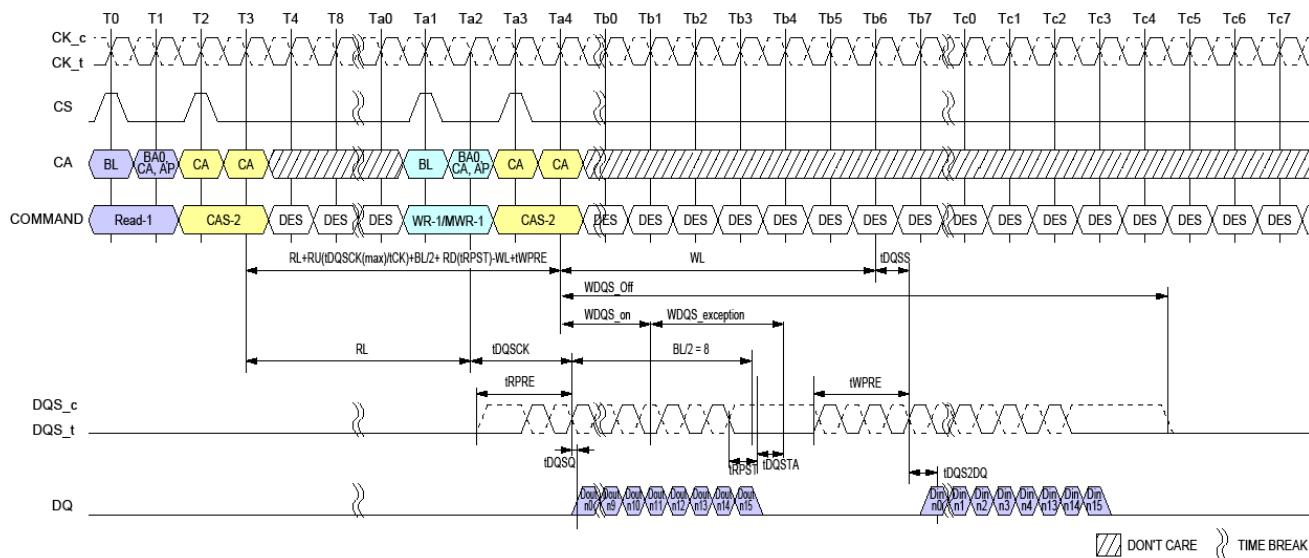 T0 T1 T2 T3 T4 T8 Ta0 Ta1 Ta2 Ta3 Ta4 Tb0 Tb1 Tb2 Tb3 Tb4 Tb5 Tb6 Tb7 Tc0 Tc1 Tc2 Tc3 Tc4 Tc5 Tc6 Tc7
CK_c
CK_t
CS
CA BL BA0, CA, AP CA CA BL BA0, CA, AP CA CA
COMMAND Read-1 CAS-2 DES DES DES WR-1/MWR-1 CAS-2 DES DES DES DES DES DES DES DES DES DES DES DES DES DES DES DES
RL+RU(tDQSCK(max)/tCK)+BL/2+ RD(tRPST)-WL+tWPRE WL tDQSS
WDQS_Off
WDQS_on WDQS_exception
RL tDQSCK BL/2 = 8
tRPRE tWPRE
DQS_c
DQS_t
tDQSQ tRPST tDQSTA tDQS2DQ
DQ Dout n0 Dout n9 Dout n10 Dout n11 Dout n12 Dout n13 Dout n14 Dout n15 Din n0 Din n1 Din n2 Din n3 Din n4 Din n13 Din n14 Din n15
DON'T CARE TIME BREAK